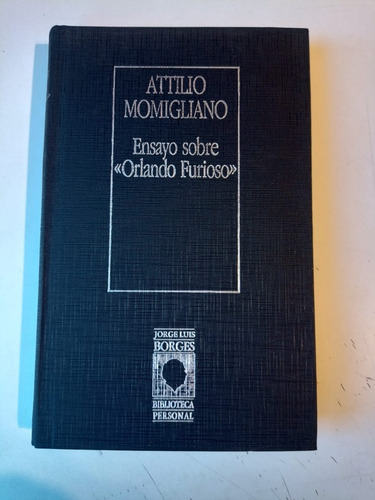 ATTILIO
MOMIGLIANO
Ensayo sobre
«Orlando Furioso»
JORGE LUIS
BORGES
BIBLIOTECA
PERSONAL